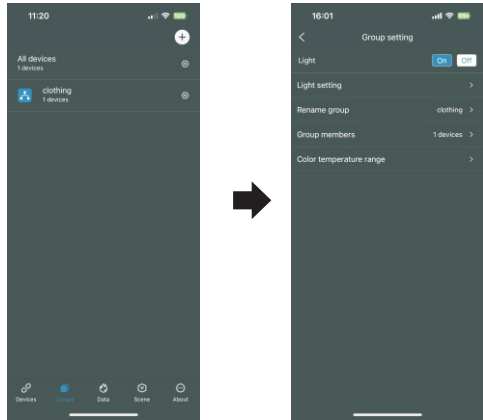 11:20
All devices
1 devices
clothing
1 devices
Devices
Groups
Data
Scene
About
16:01
Group setting
Light
On
Off
Light setting
Rename group
clothing
Group members
1 devices
Color temperature range